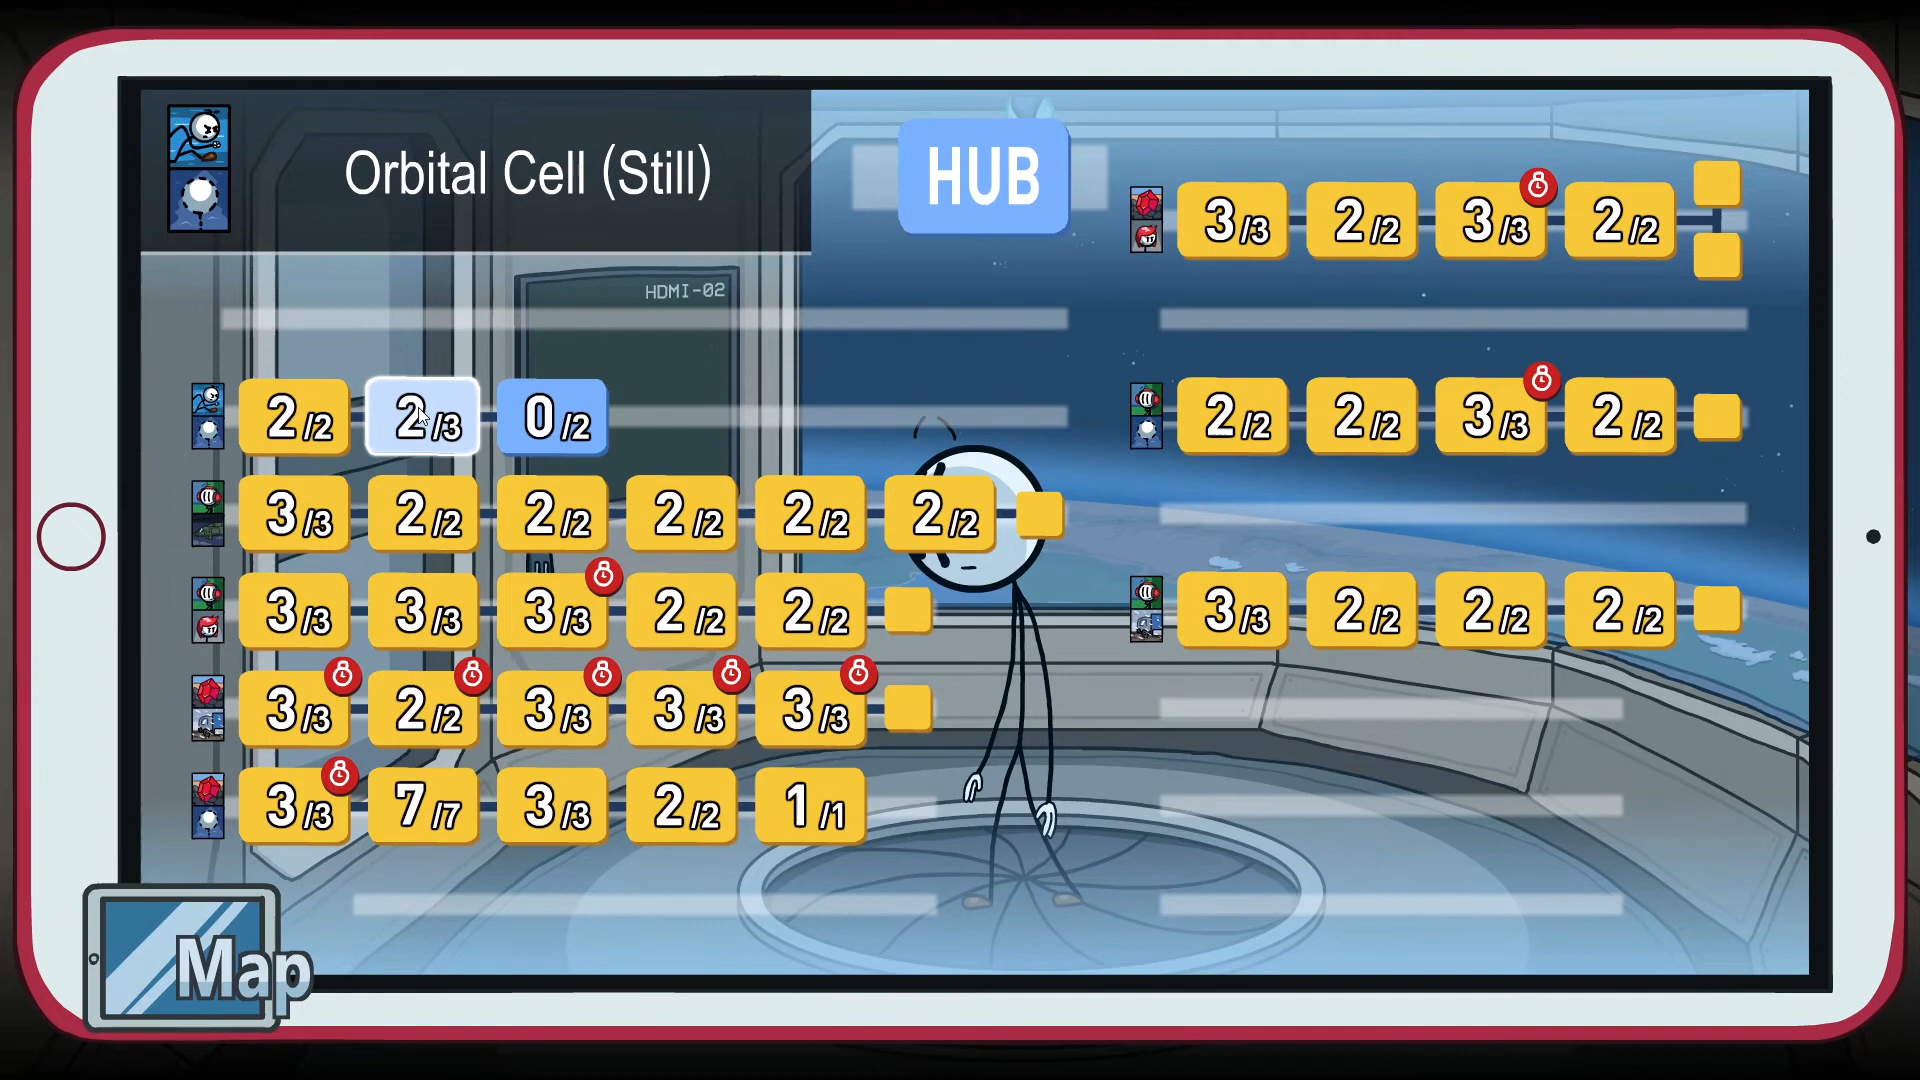 Orbital Cell (Still)
HUB
HDMI-02
3/3 2/2 3/3 2/2
2/2 2/3 0/2
2/2 2/2 3/3 2/2
3/3 2/2 2/2 2/2 2/2 2/2
3/3 3/3 3/3 2/2 2/2
3/3 2/2 2/2 2/2
3/3 2/2 3/3 3/3 3/3
3/3 7/7 3/3 2/2 1/1
Map